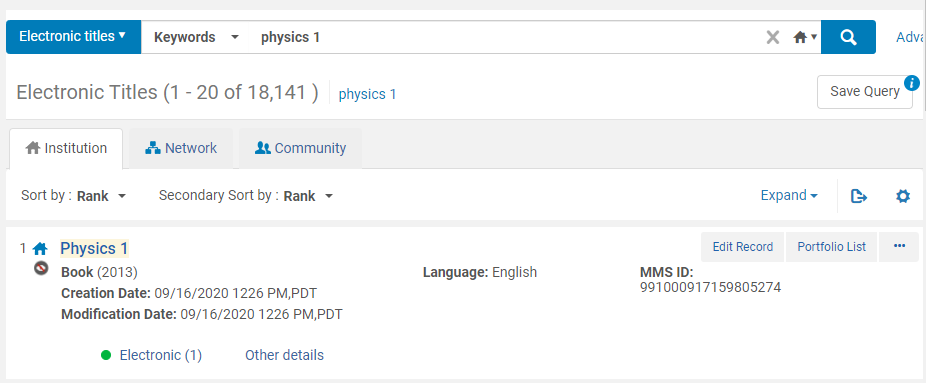 Electronic titles Keywords physics 1
Electronic Titles (1 - 20 of 18,141 ) physics 1 Save Query i
Institution Network Community
Sort by : Rank Secondary Sort by : Rank Expand
1 Physics 1 Edit Record Portfolio List ...
Book (2013) Language: English MMS ID:
991000917159805274
Creation Date: 09/16/2020 1226 PM,PDT
Modification Date: 09/16/2020 1226 PM,PDT
Electronic (1) Other details